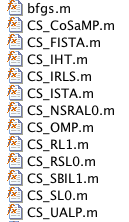 bfgs.m
CS_CoSaMP.m
CS_FISTA.m
CS_IHT.m
CS_IRLS.m
CS_ISTA.m
CS_NSRAL0.m
CS_OMP.m
CS_RL1.m
CS_RSL0.m
CS_SBIL1.m
CS_SL0.m
CS_UALP.m